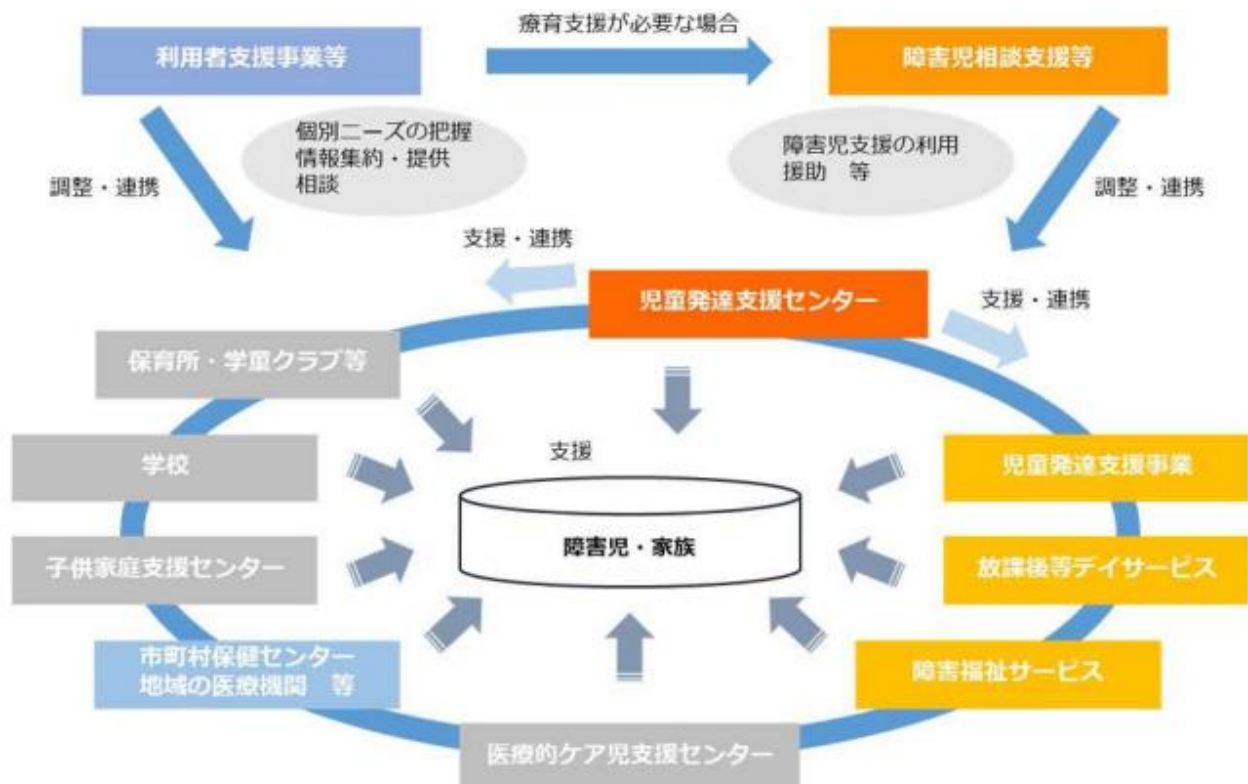 療育支援が必要な場合
利用者支援事業等
障害児相談支援等
個別ニーズの把握
情報集約・提供
相談
障害児支援の利用
援助　等
調整・連携
調整・連携
支援・連携
児童発達支援センター
支援・連携
保育所・学童クラブ等
学校
支援
児童発達支援事業
障害児・家族
子供家庭支援センター
放課後等デイサービス
市町村保健センター
地域の医療機関　等
障害福祉サービス
医療的ケア児支援センター